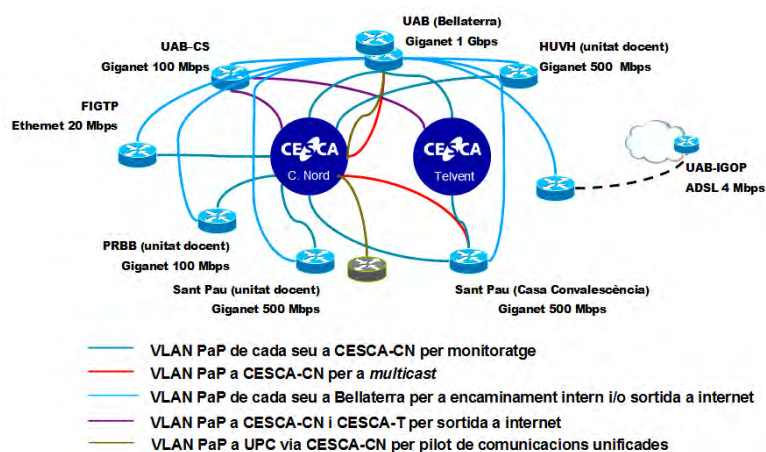 UAB (Bellaterra)
Giganet 1 Gbps
UAB-CS
Giganet 100 Mbps
HUVH (unitat docent)
Giganet 500 Mbps
FIGTP
Ethernet 20 Mbps
CESCA
C. Nord
CESCA
Telvent
UAB-IGOP
ADSL 4 Mbps
PRBB (unitat docent)
Giganet 100 Mbps
Sant Pau (unitat docent)
Giganet 500 Mbps
Sant Pau (Casa Convalescència)
Giganet 500 Mbps
VLAN PaP de cada seu a CESCA-CN per monitoratge
VLAN PaP a CESCA-CN per a multicast
VLAN PaP de cada seu a Bellaterra per a encaminament intern i/o sortida a internet
VLAN PaP a CESCA-CN i CESCA-T per sortida a internet
VLAN PaP a UPC via CESCA-CN per pilot de comunicacions unificades